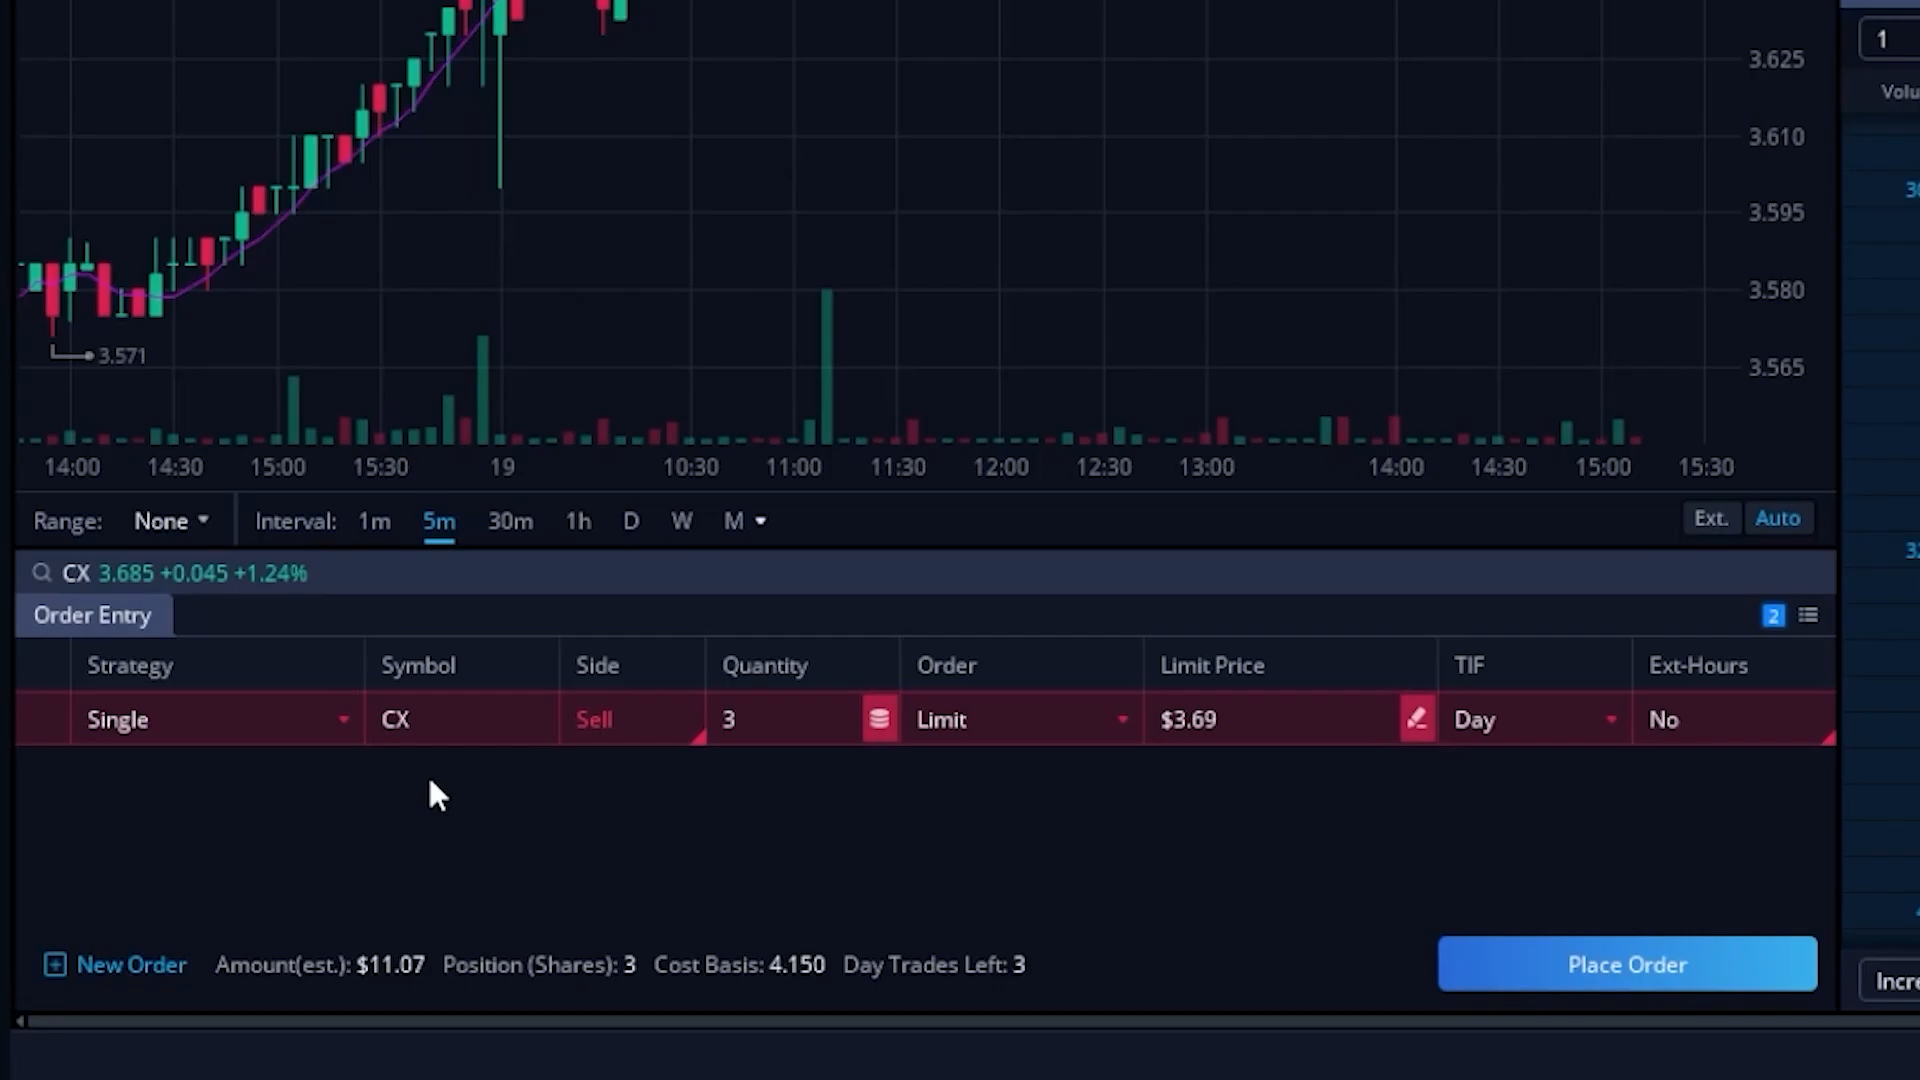 3.625
3.610
3.595
3.580
3.571
3.565
14:00 14:30 15:00 15:30 19 10:30 11:00 11:30 12:00 12:30 13:00 14:00 14:30 15:00 15:30
Range: None Interval: 1m 5m 30m 1h D W M Ext. Auto
CX 3.685 +0.045 +1.24%
Order Entry 2
Strategy Symbol Side Quantity Order Limit Price TIF Ext-Hours
Single CX Sell 3 Limit $3.69 Day No
New Order Amount(est.): $11.07 Position (Shares): 3 Cost Basis: 4.150 Day Trades Left: 3 Place Order
1